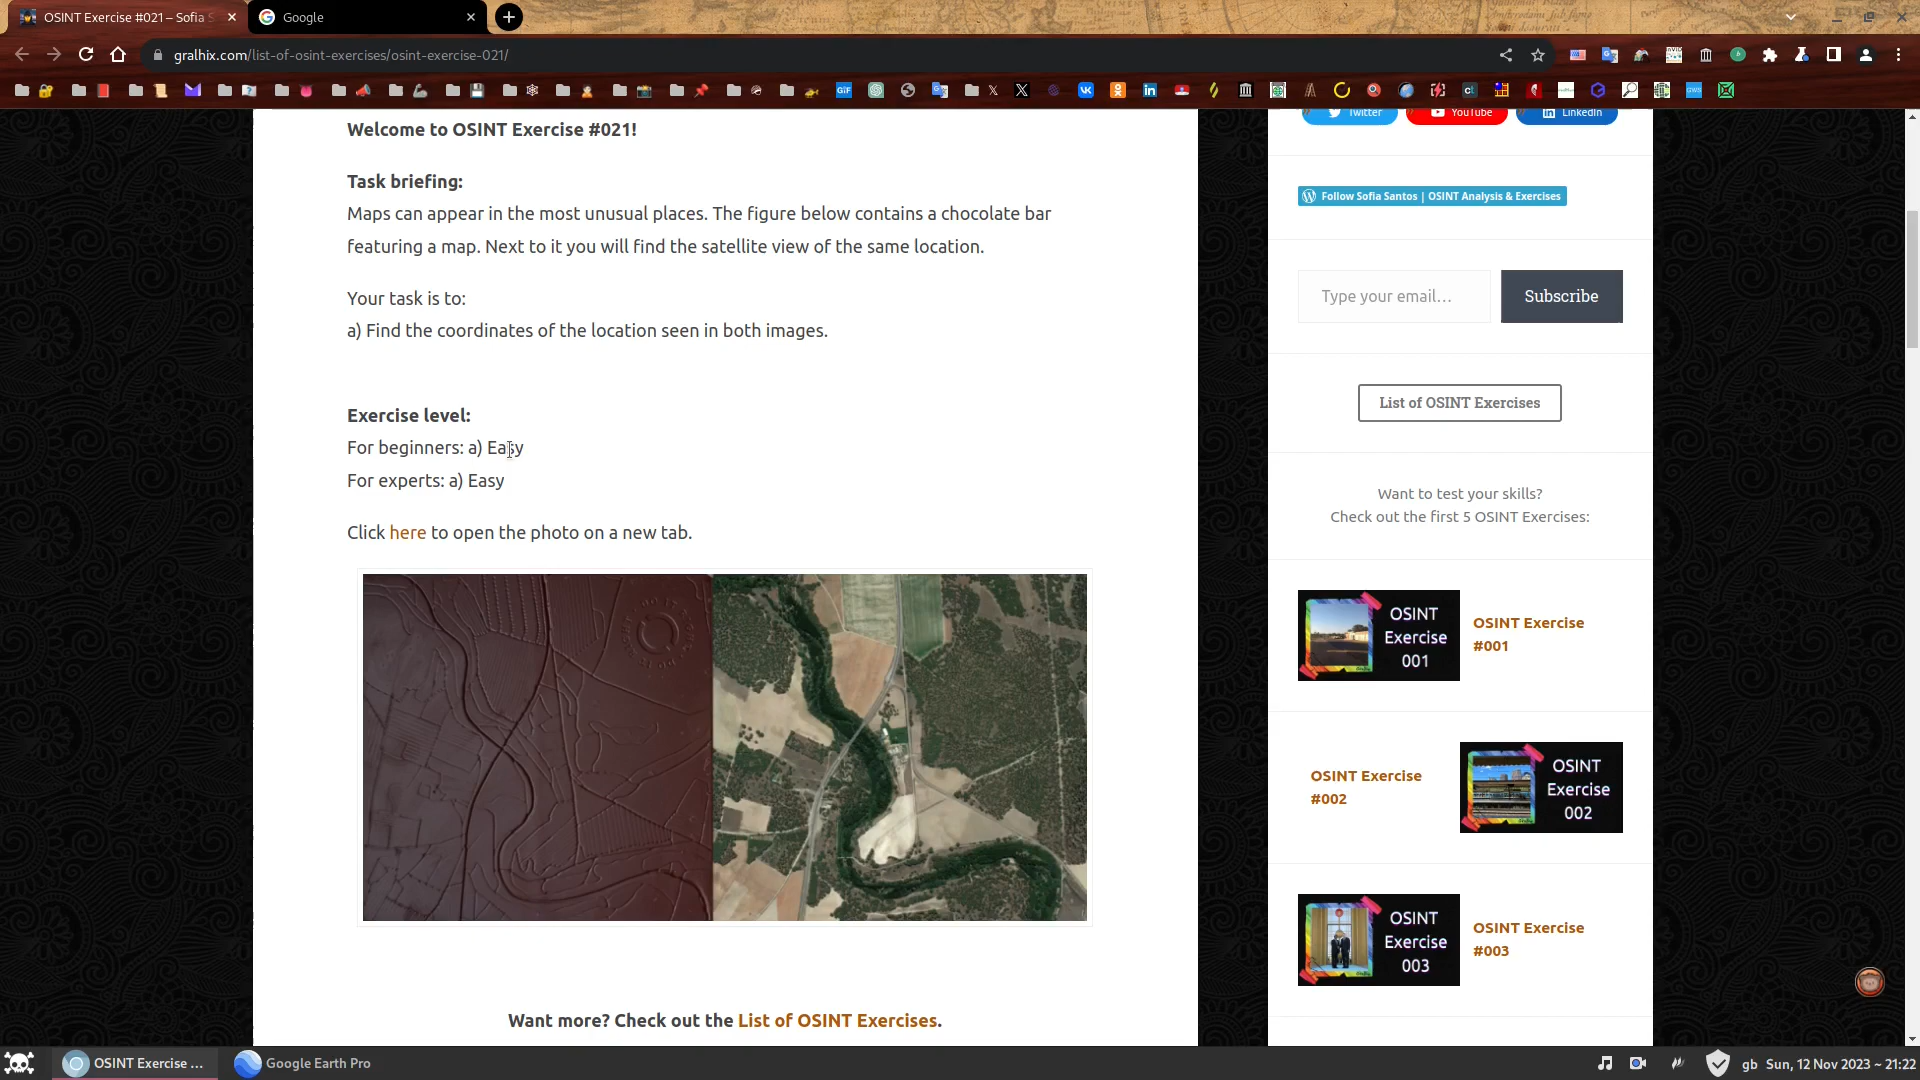 OSINT Exercise #021 – Sofia S
Google
gralhix.com/list-of-osint-exercises/osint-exercise-021/
Welcome to OSINT Exercise #021!
Task briefing:
Maps can appear in the most unusual places. The figure below contains a chocolate bar
featuring a map. Next to it you will find the satellite view of the same location.
Your task is to:
a) Find the coordinates of the location seen in both images.
Exercise level:
For beginners: a) Easy
For experts: a) Easy
Click here to open the photo on a new tab.
Want more? Check out the List of OSINT Exercises.
Twitter
YouTube
LinkedIn
Follow Sofia Santos | OSINT Analysis & Exercises
Type your email…
Subscribe
List of OSINT Exercises
Want to test your skills?
Check out the first 5 OSINT Exercises:
OSINT
Exercise
001
OSINT Exercise
#001
OSINT Exercise
#002
OSINT
Exercise
002
OSINT
Exercise
003
OSINT Exercise
#003
OSINT Exercise ...
Google Earth Pro
gb
Sun, 12 Nov 2023 ~ 21:22